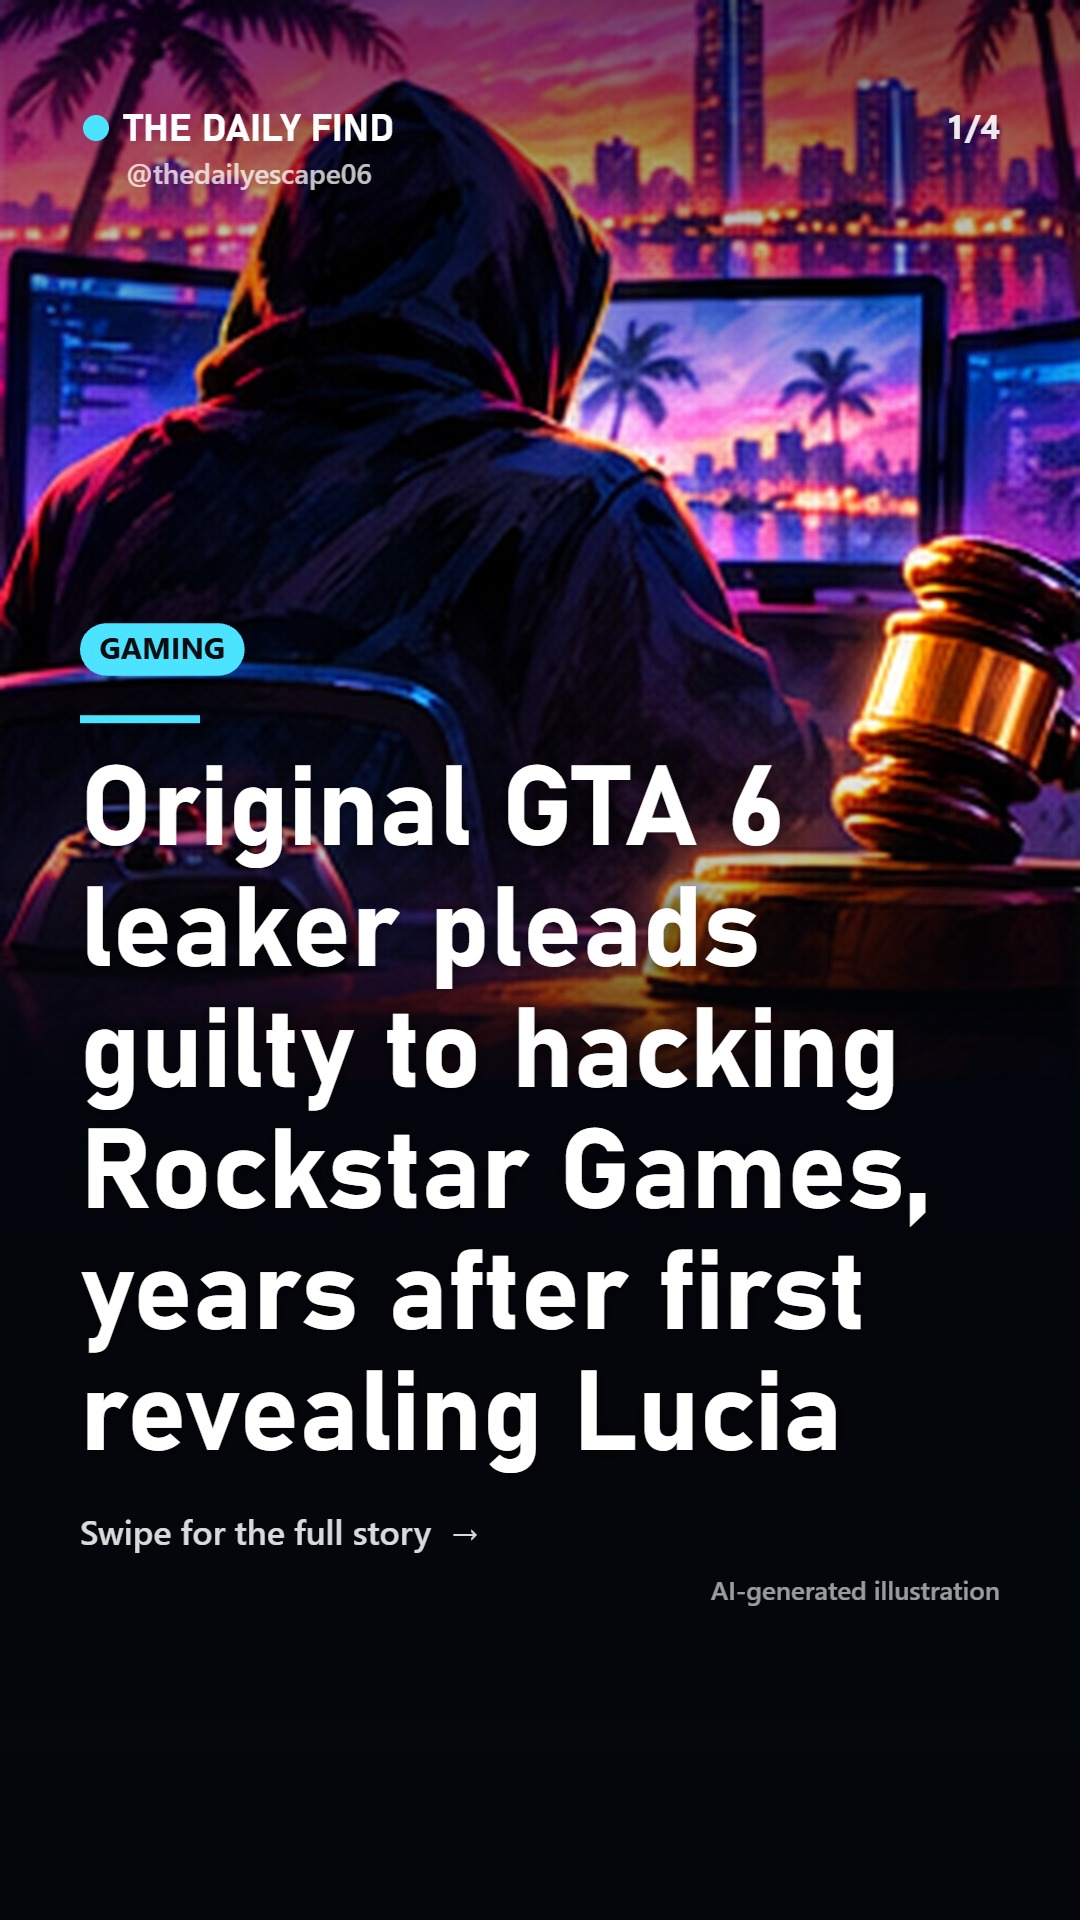 THE DAILY FIND
1/4
@thedailyescape06
GAMING
Original GTA 6
leaker pleads
guilty to hacking
Rockstar Games,
years after first
revealing Lucia
Swipe for the full story →
AI-generated illustration